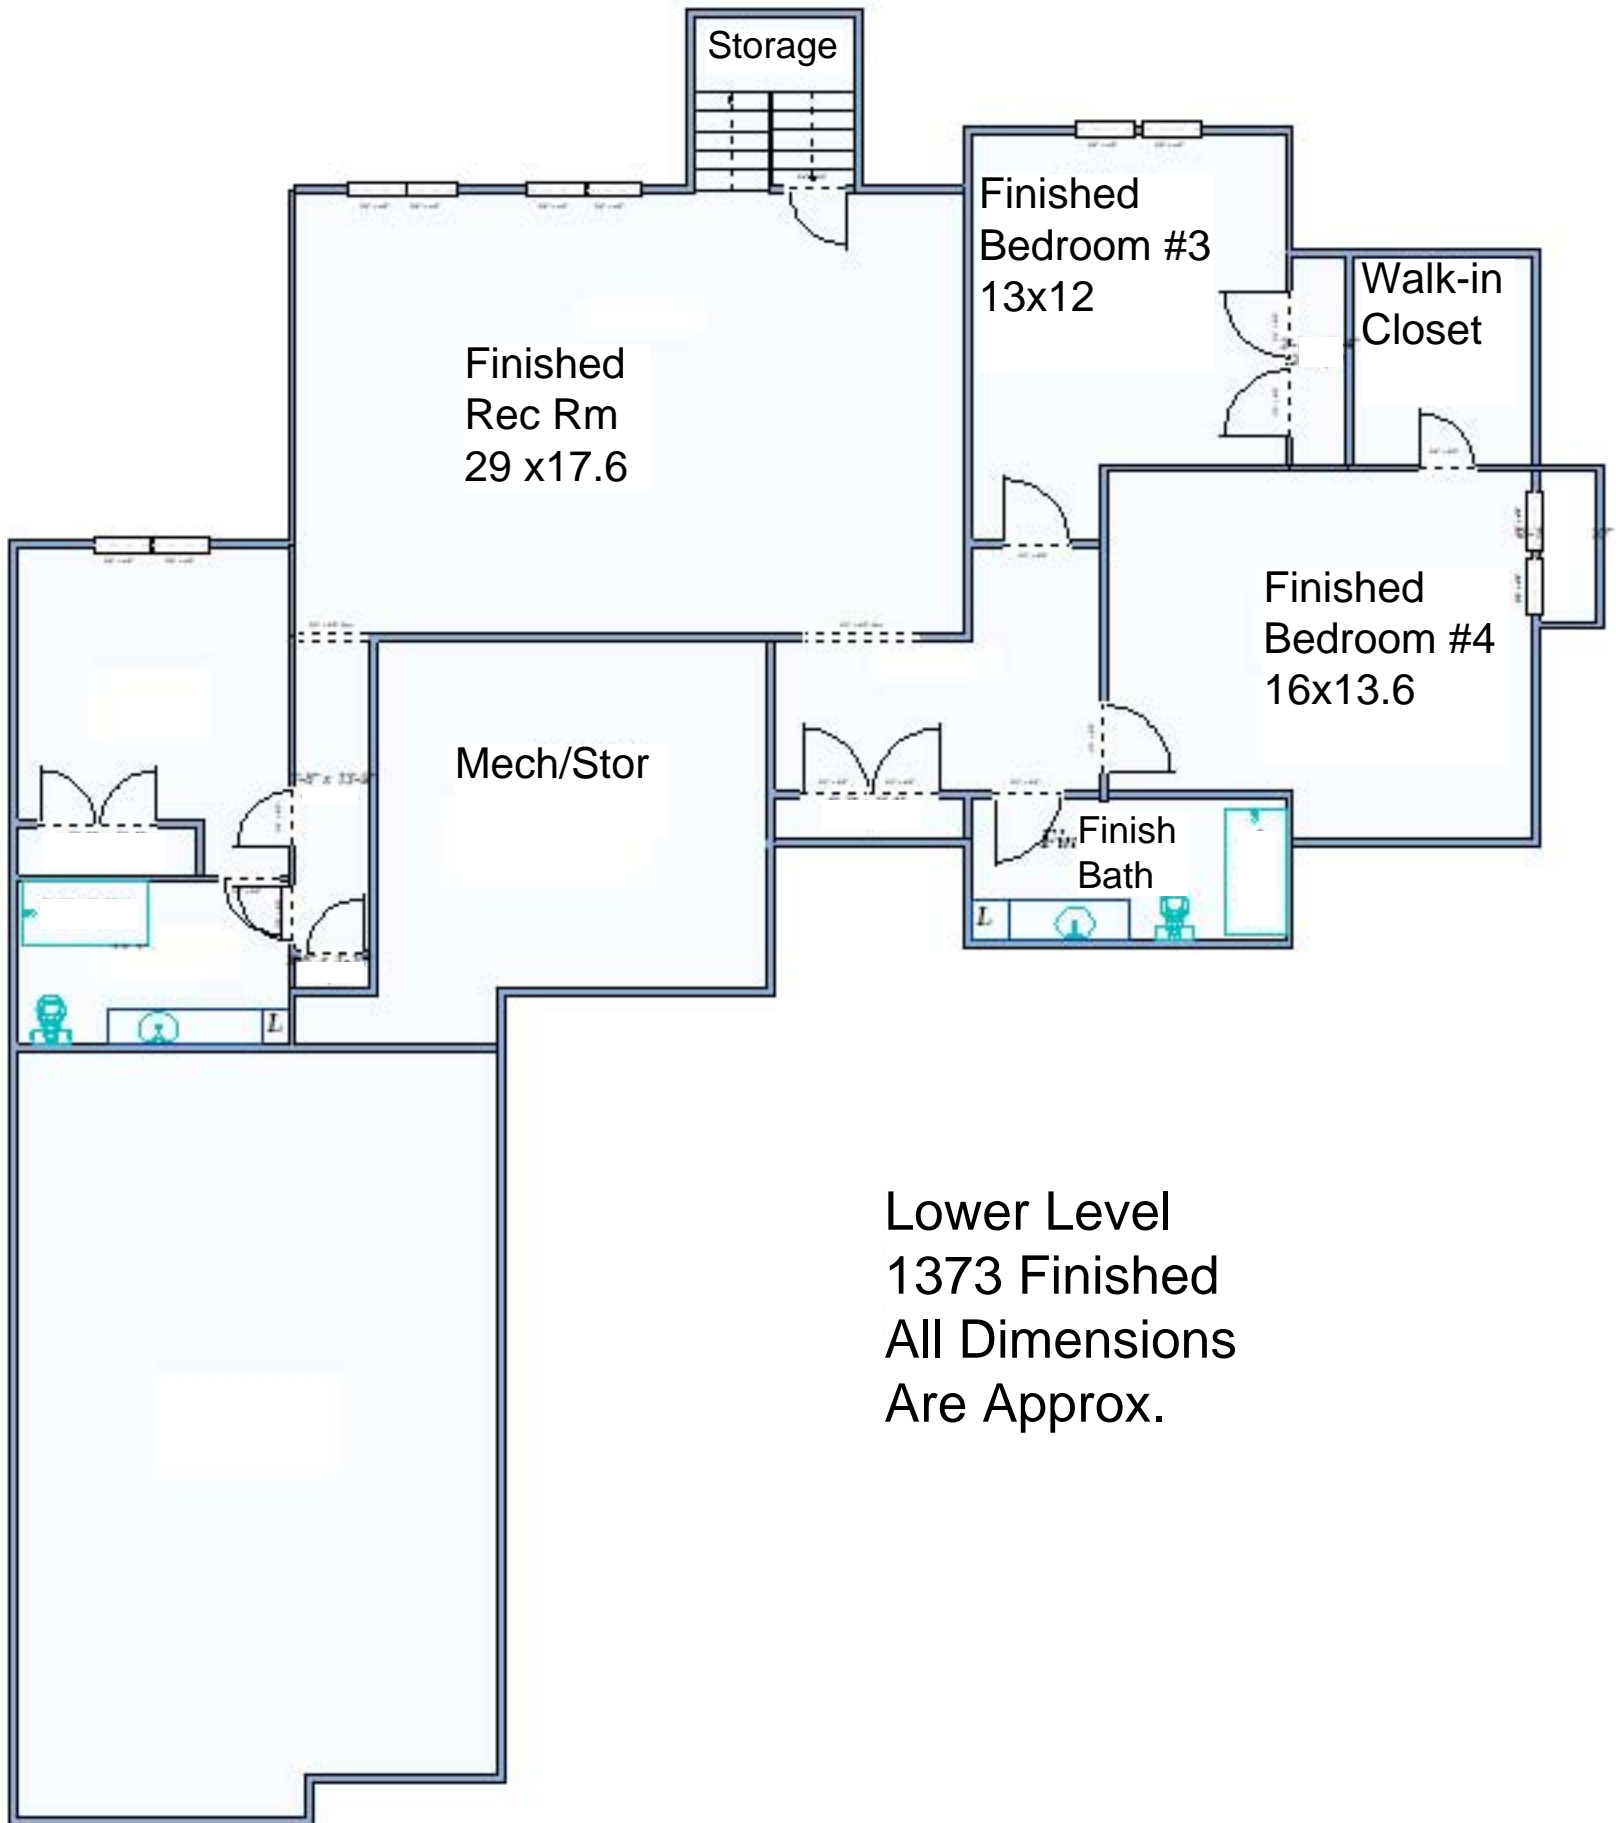 Storage
Finished
Bedroom #3
13x12
Walk-in
Closet
Finished
Rec Rm
29 x17.6
Finished
Bedroom #4
16x13.6
Mech/Stor
Fin
Finish
Bath
L
L
Lower Level
1373 Finished
All Dimensions
Are Approx.